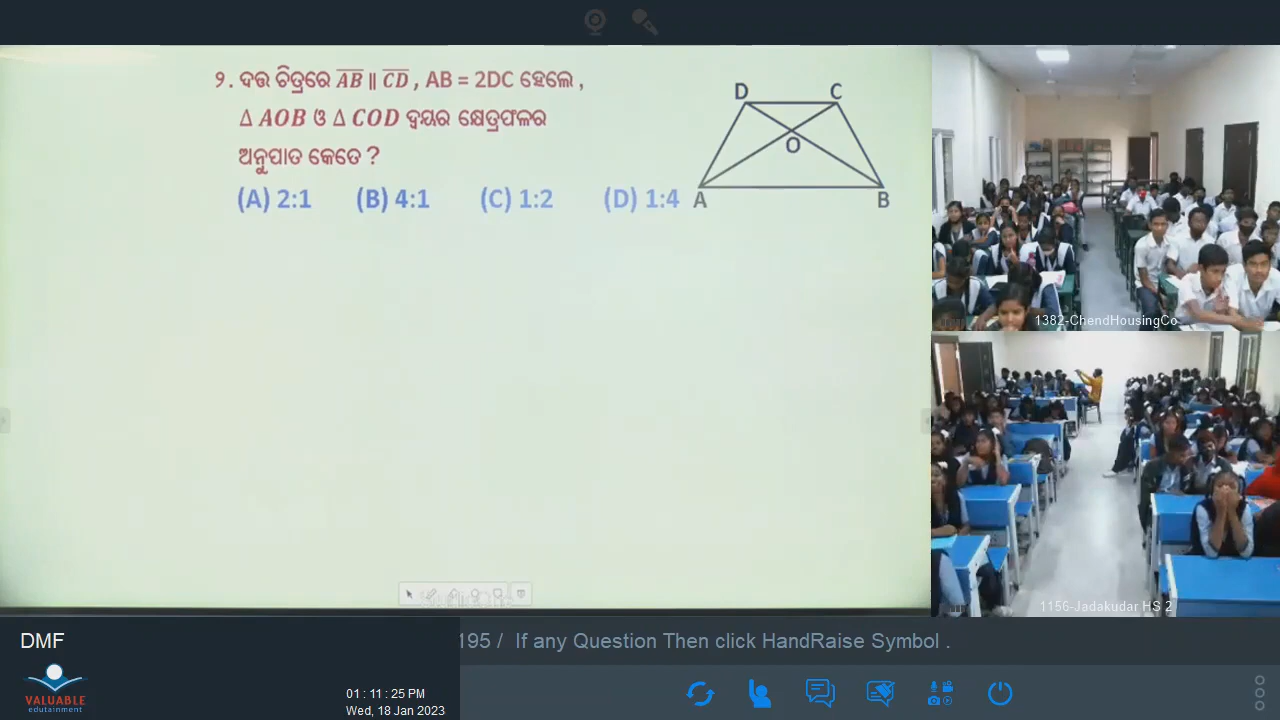 ୨. ଦତ୍ତ ଚିତ୍ରରେ AB ∥ CD , AB = 2DC ହେଲେ ,
Δ AOB ଓ Δ COD ଦ୍ୱୟର କ୍ଷେତ୍ରଫଳର
ଅନୁପାତ କେତେ ?
(A) 2:1 (B) 4:1 (C) 1:2 (D) 1:4
D C
O
A B
1382-ChendHousingCo
1156-Jadakudar HS 2
DMF
195 / If any Question Then click HandRaise Symbol .
VALUABLE
edutainment
01 : 11 : 25 PM
Wed, 18 Jan 2023